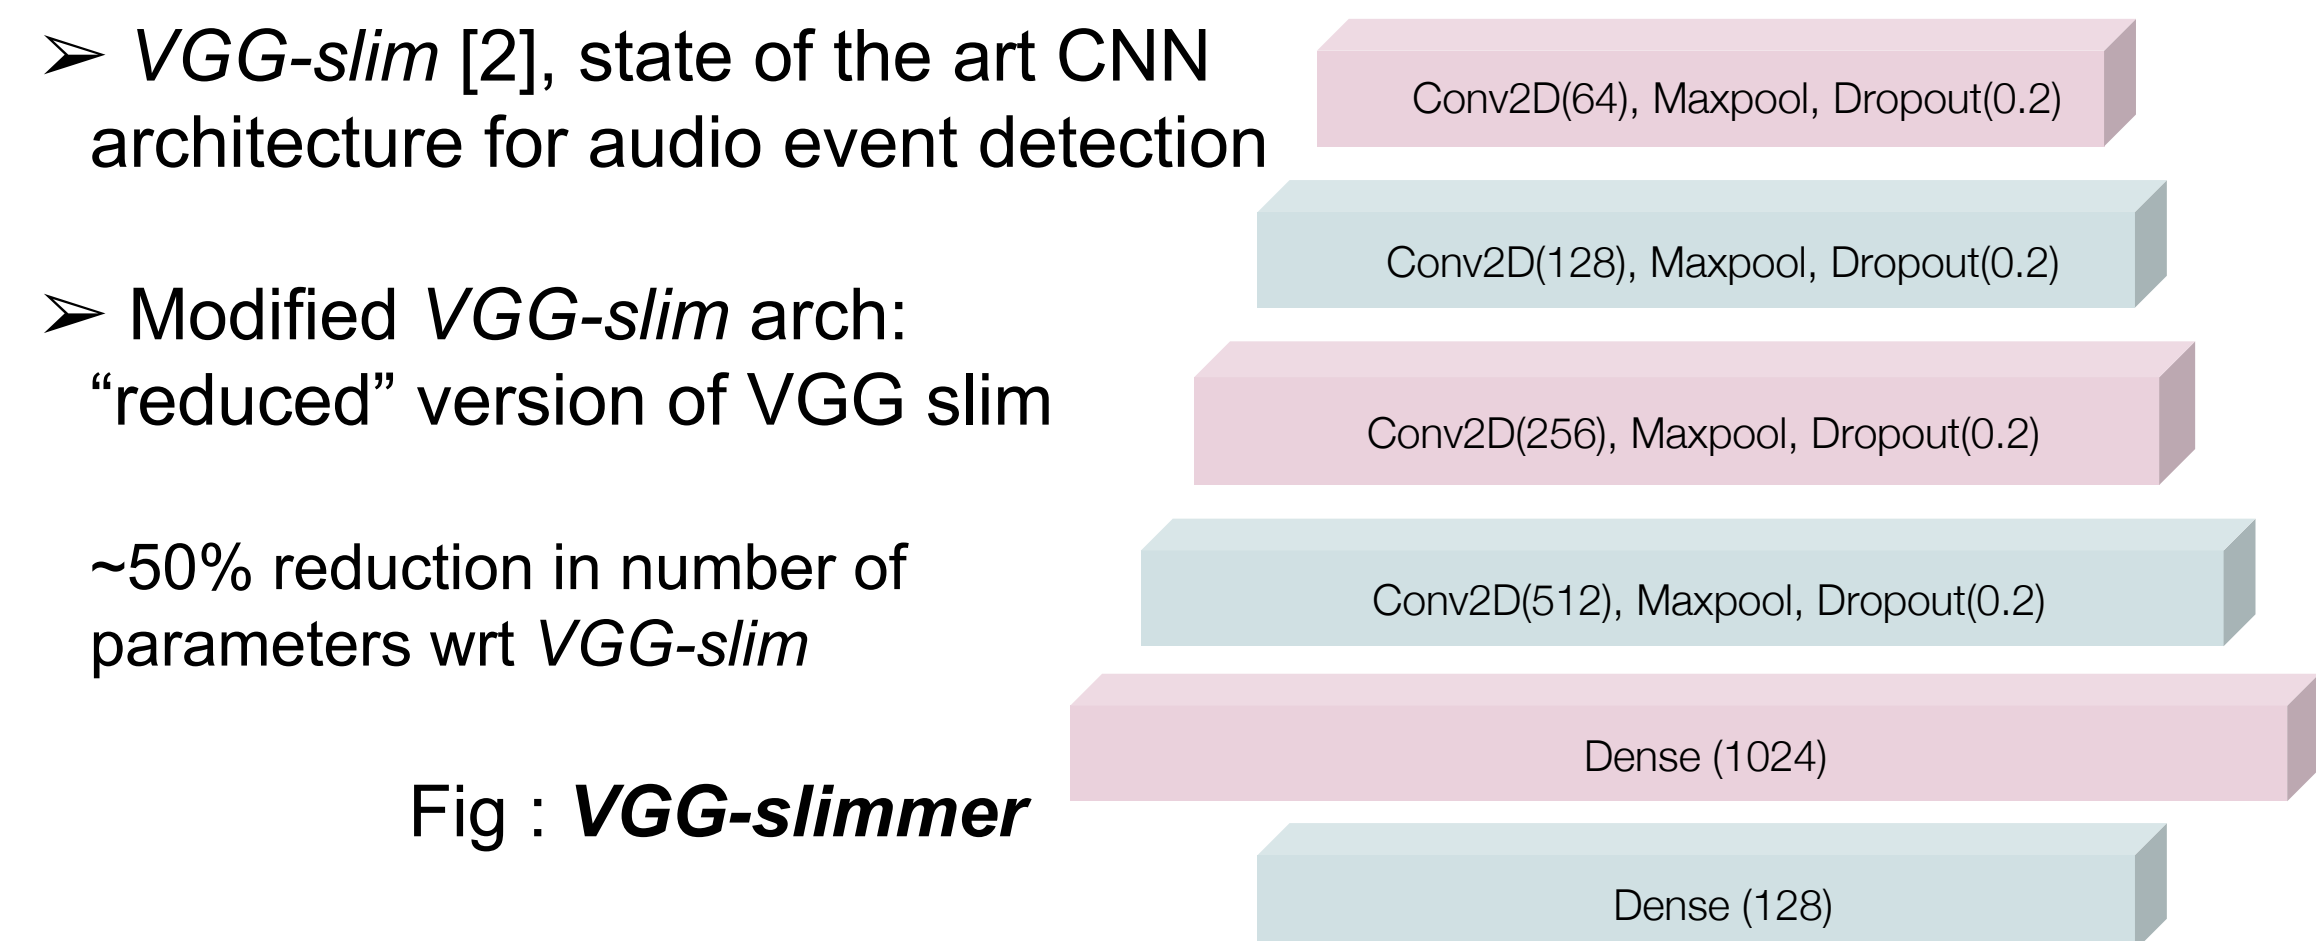 ➢ VGG-slim [2], state of the art CNN
architecture for audio event detection
➢ Modified VGG-slim arch:
“reduced” version of VGG slim
~50% reduction in number of
parameters wrt VGG-slim
Fig : VGG-slimmer
Conv2D(64), Maxpool, Dropout(0.2)
Conv2D(128), Maxpool, Dropout(0.2)
Conv2D(256), Maxpool, Dropout(0.2)
Conv2D(512), Maxpool, Dropout(0.2)
Dense (1024)
Dense (128)